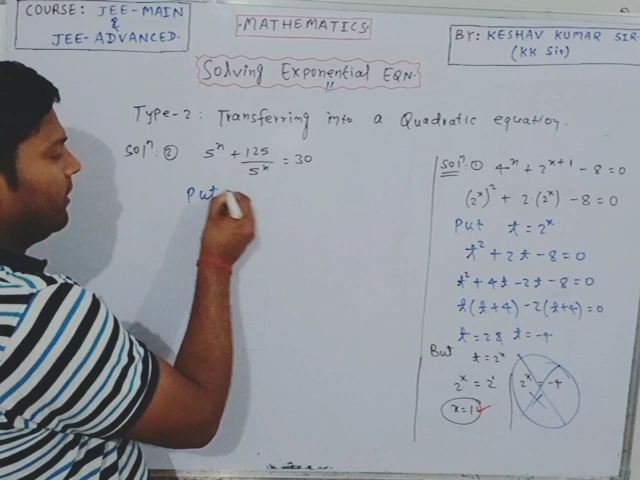 COURSE: JEE-MAIN
&
JEE-ADVANCED.
MATHEMATICS.
BY: KESHAV KUMAR SIR.
(KK Sir)
Solving Exponential EQN.
Type-2: Transferring into a Quadratic equation.
Solⁿ: ② 5ˣ + 125/5ˣ = 30
Put
Solⁿ: ① 4ˣ + 2ˣ⁺¹ - 8 = 0
(2ˣ)² + 2(2ˣ) - 8 = 0
Put t = 2ˣ
t² + 2t - 8 = 0
t² + 4t - 2t - 8 = 0
t(t+4) - 2(t+4) = 0
t = 2 & t = -4
But t = 2ˣ
2ˣ = 2¹
2ˣ = -4
x = 1 ✓